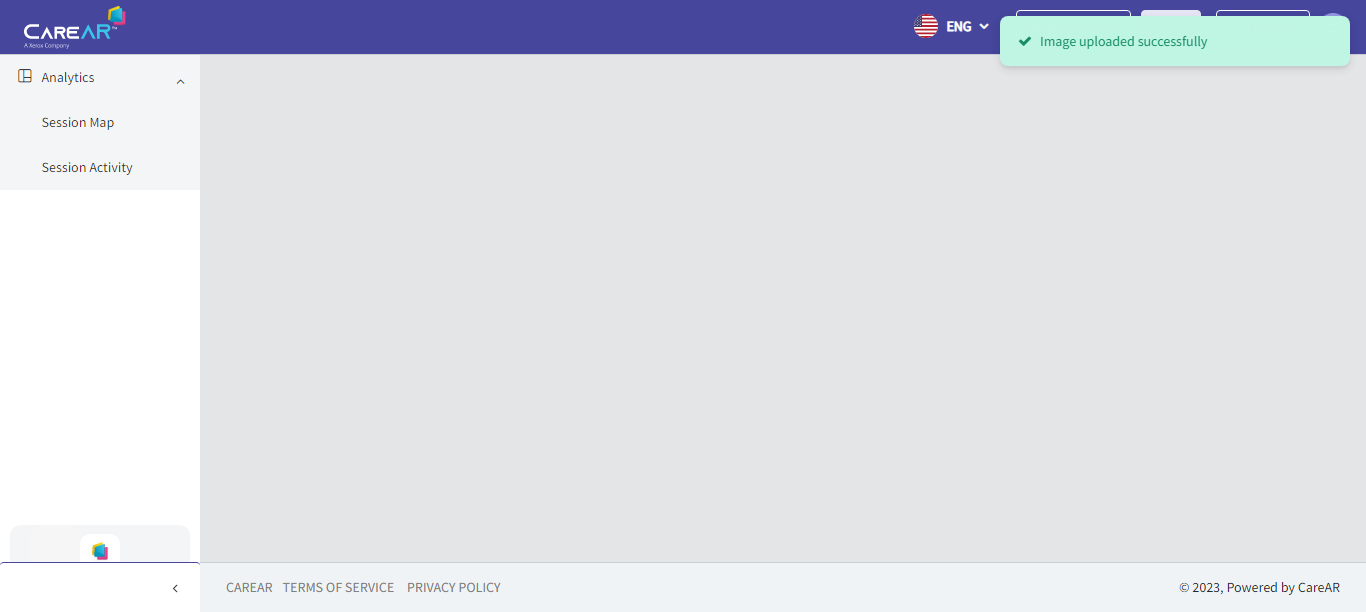 CAREAR™
A Xerox Company
ENG
Image uploaded successfully
Analytics
Session Map
Session Activity
CAREAR TERMS OF SERVICE PRIVACY POLICY
© 2023, Powered by CareAR